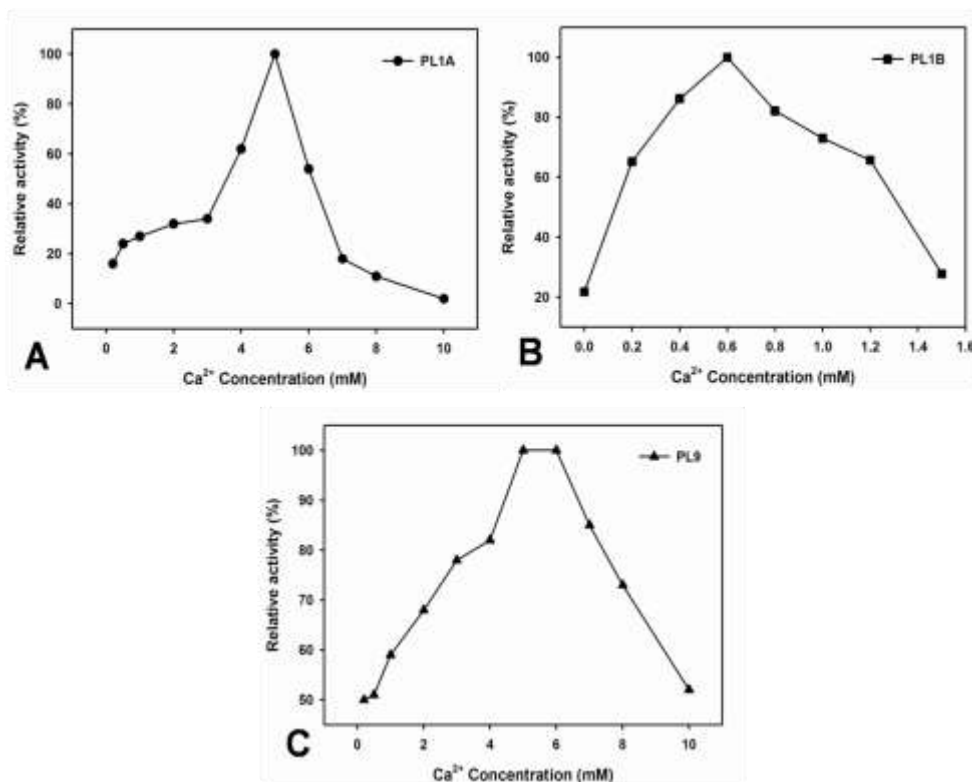 PL1A
Relative activity (%)
100
80
60
40
20
0
0 2 4 6 8 10
Ca²⁺ Concentration (mM)
A
PL1B
Relative activity (%)
100
80
60
40
20
0.0 0.2 0.4 0.6 0.8 1.0 1.2 1.4 1.6
Ca²⁺ Concentration (mM)
B
PL9
Relative activity (%)
100
90
80
70
60
50
0 2 4 6 8 10
Ca²⁺ Concentration (mM)
C